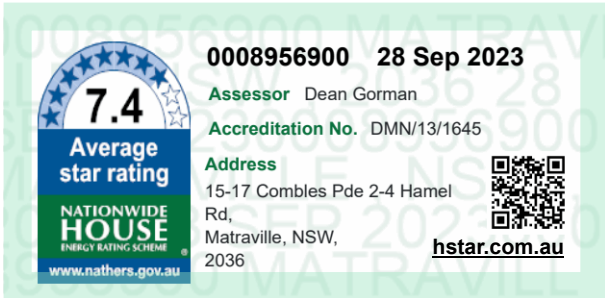 0008956900 28 Sep 2023
7.4
Average
star rating
NATIONWIDE
HOUSE
ENERGY RATING SCHEME
®
www.nathers.gov.au
Assessor Dean Gorman
Accreditation No. DMN/13/1645
Address
15-17 Combles Pde 2-4 Hamel
Rd,
Matraville, NSW,
2036
hstar.com.au